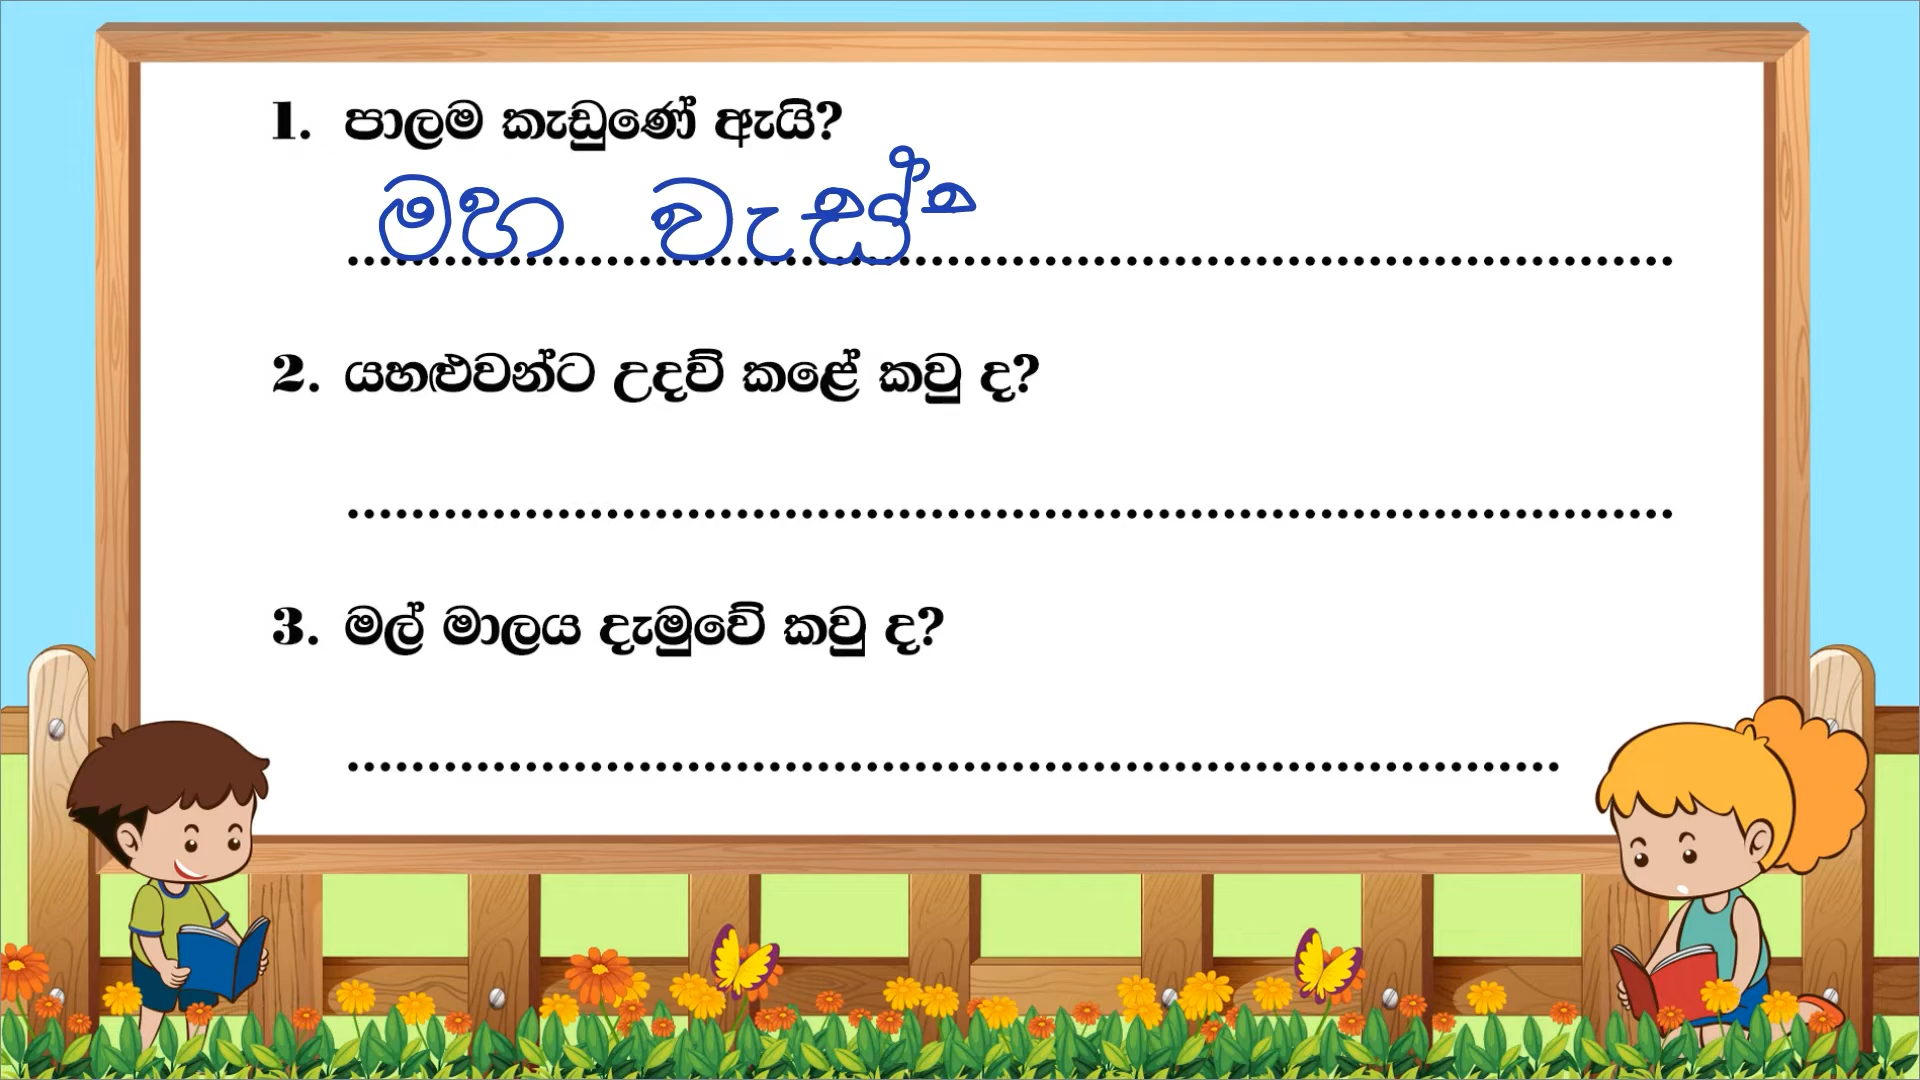 1. පාලම කැඩුණේ ඇයි?
මහ වැස්
2. යහළුවන්ට උදව් කළේ කවු ද?
3. මල් මාලය දැමුවේ කවු ද?